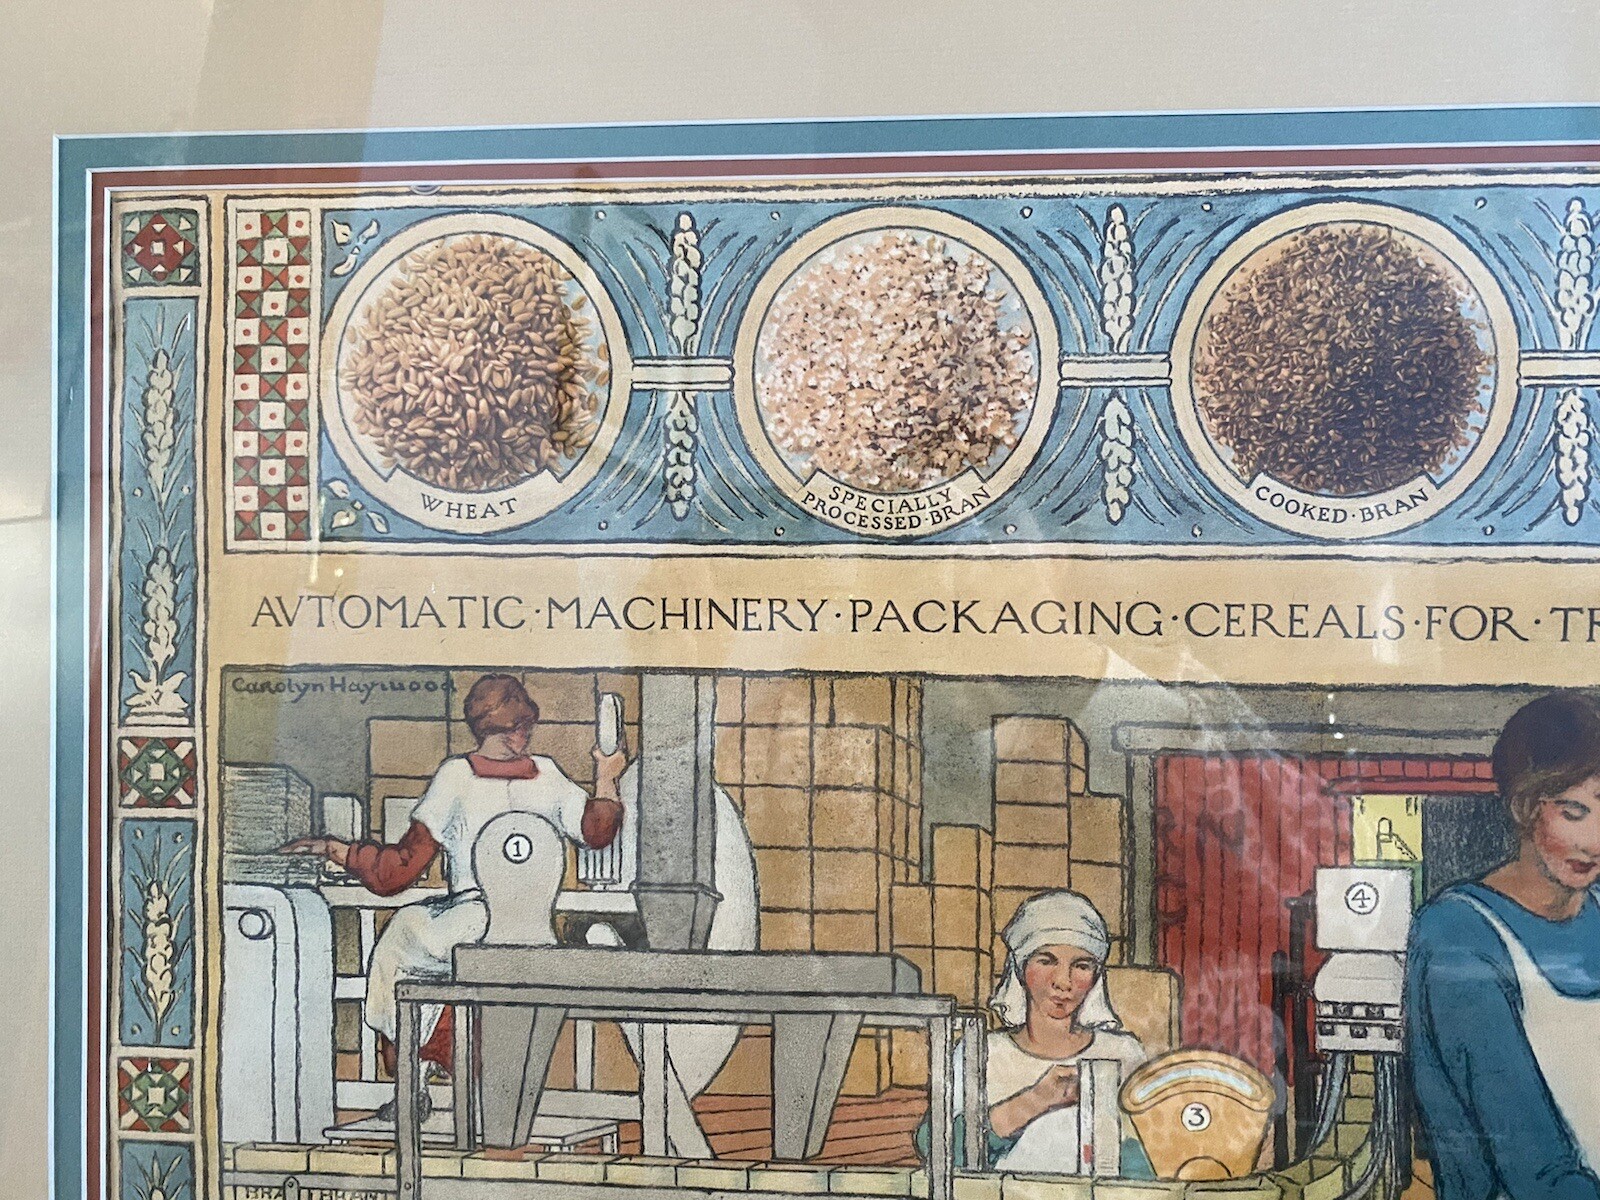 WHEAT
SPECIALLY
PROCESSED·BRAN
COOKED·BRAN
AVTOMATIC·MACHINERY·PACKAGING·CEREALS·FOR·TR
Carolyn Haywood
1
4
3